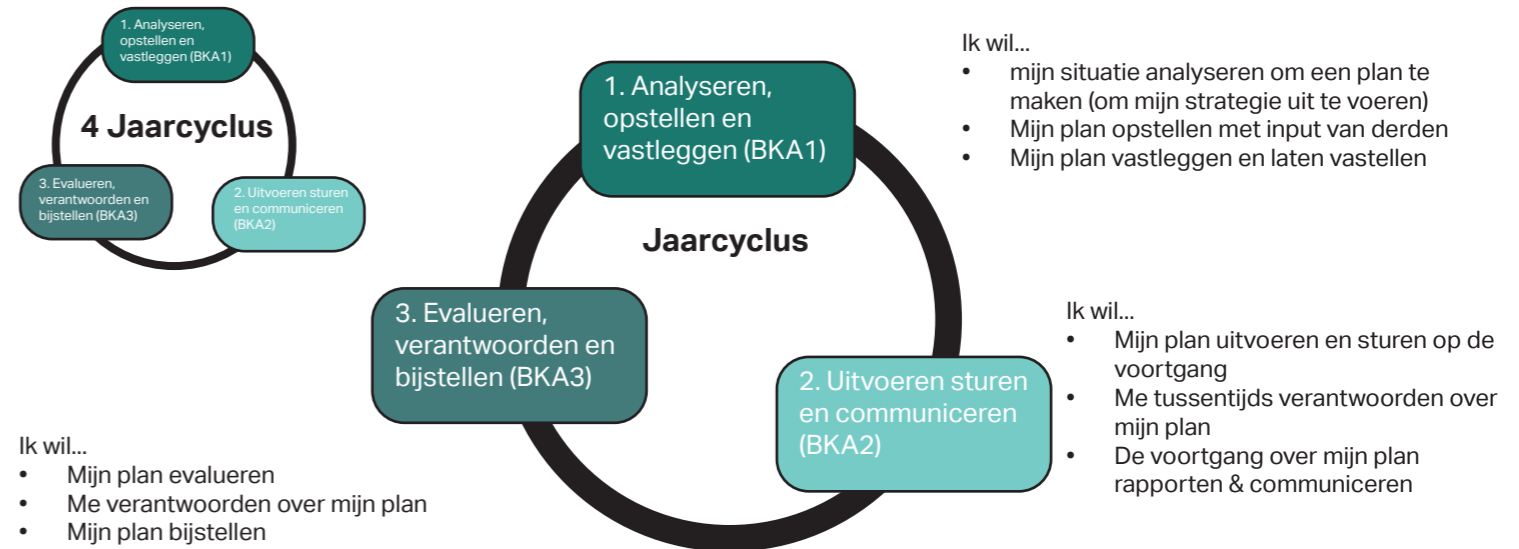 1. Analyseren,
opstellen en
vastleggen (BKA1)
4 Jaarcyclus
3. Evalueren,
verantwoorden en
bijstellen (BKA3)
2. Uitvoeren sturen
en communiceren
(BKA2)
1. Analyseren,
opstellen en
vastleggen (BKA1)
Jaarcyclus
3. Evalueren,
verantwoorden en
bijstellen (BKA3)
2. Uitvoeren sturen
en communiceren
(BKA2)
Ik wil...
• mijn situatie analyseren om een plan te
maken (om mijn strategie uit te voeren)
• Mijn plan opstellen met input van derden
• Mijn plan vastleggen en laten vastellen
Ik wil...
• Mijn plan uitvoeren en sturen op de
voortgang
• Me tussentijds verantwoorden over
mijn plan
• De voortgang over mijn plan
rapporten & communiceren
Ik wil...
• Mijn plan evalueren
• Me verantwoorden over mijn plan
• Mijn plan bijstellen